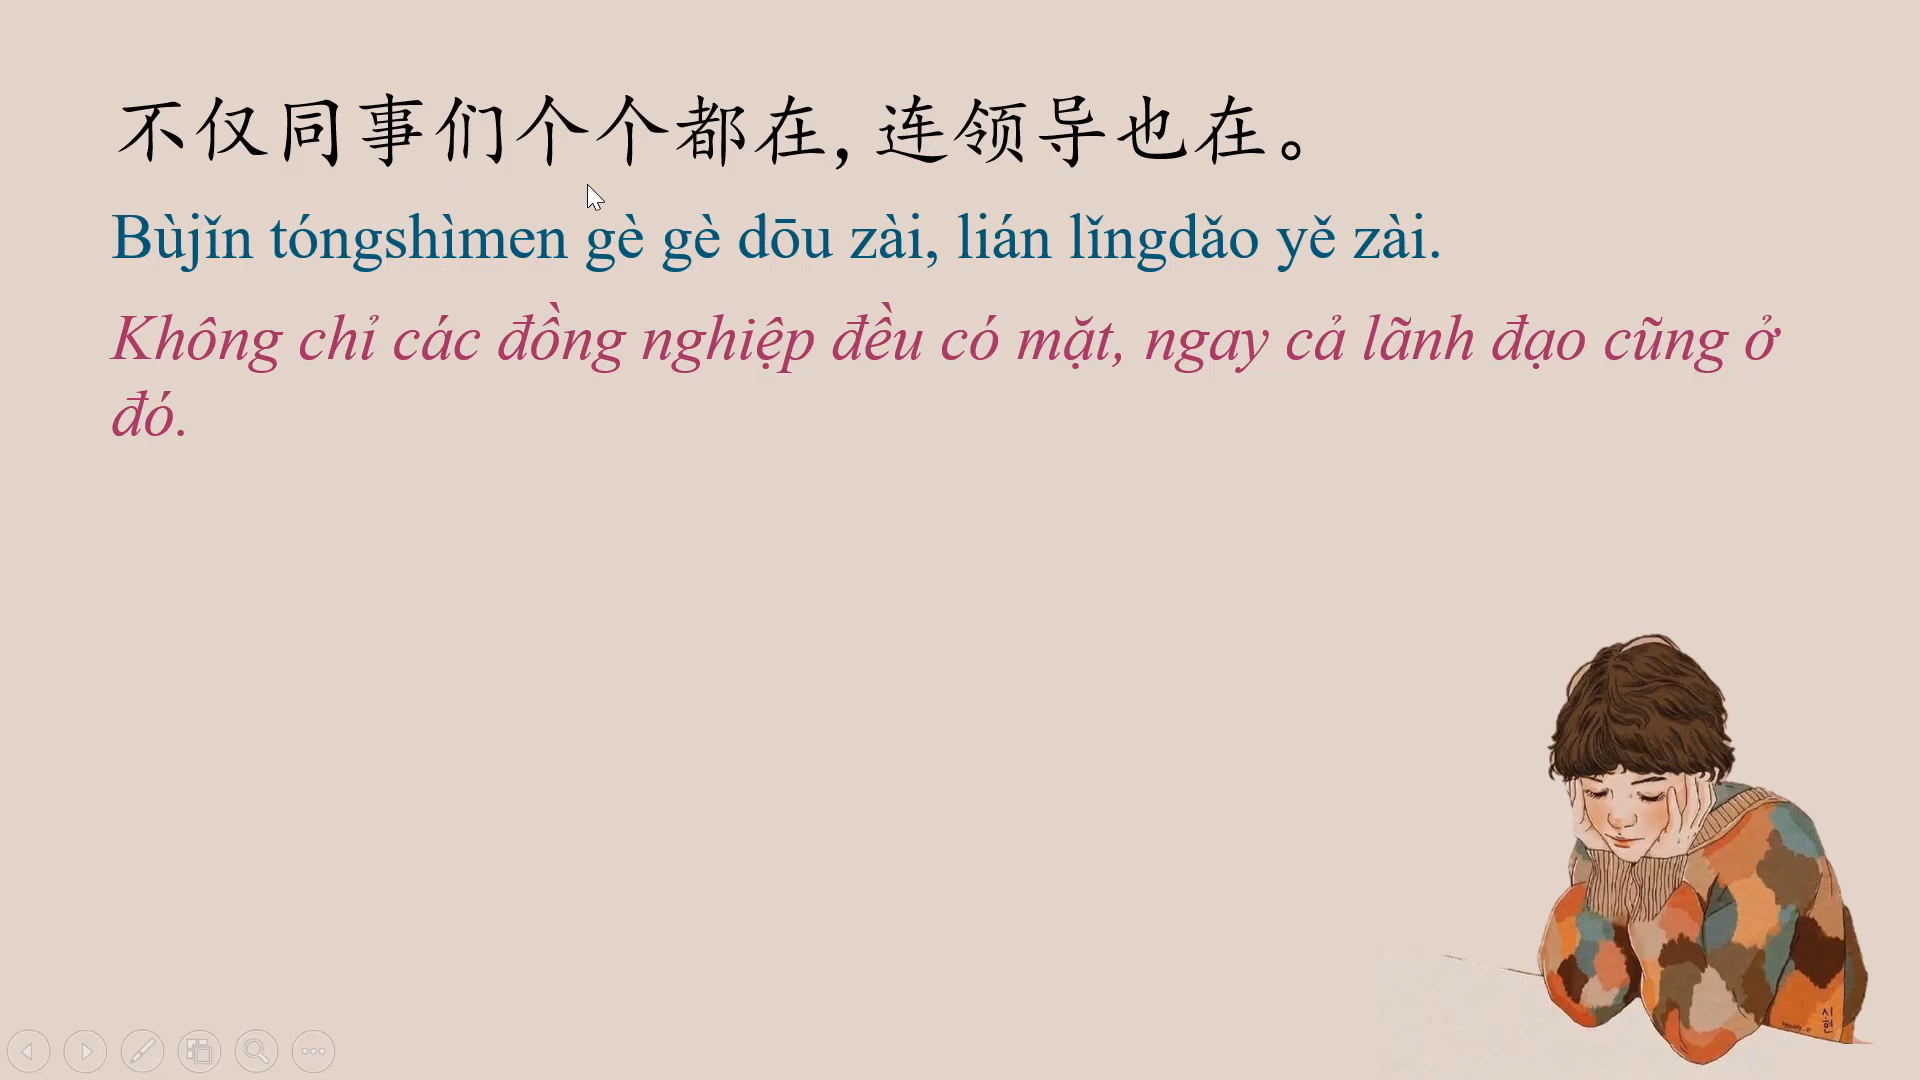 不仅同事们个个都在,连领导也在。
Bùjǐn tóngshìmen gè gè dōu zài, lián lǐngdǎo yě zài.
Không chỉ các đồng nghiệp đều có mặt, ngay cả lãnh đạo cũng ở
đó.
시현